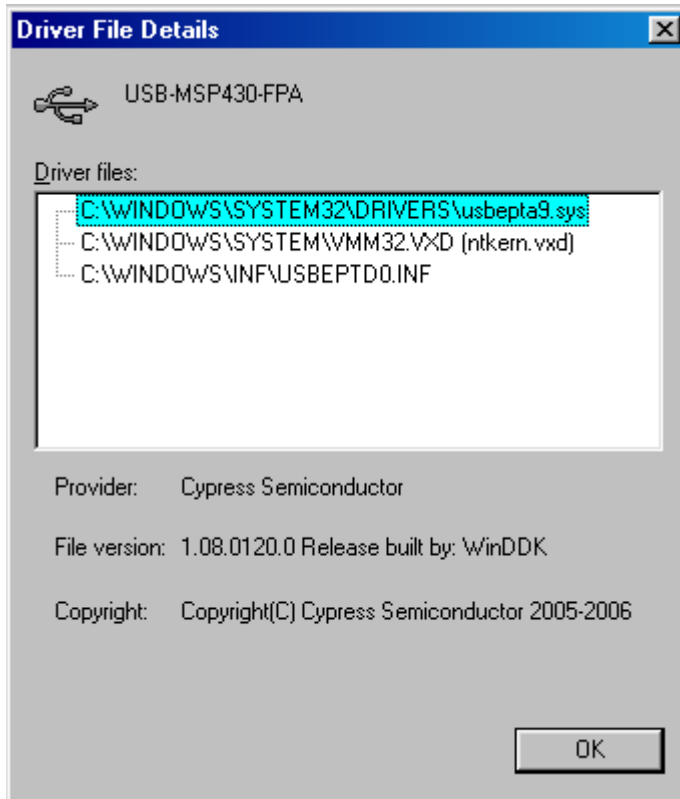 Driver File Details
USB-MSP430-FPA
Driver files:
C:\WINDOWS\SYSTEM32\DRIVERS\usbepta9.sys
C:\WINDOWS\SYSTEM\VMM32.VXD (ntkern.vxd)
C:\WINDOWS\INF\USBEPTD0.INF
Provider: Cypress Semiconductor
File version: 1.08.0120.0 Release built by: WinDDK
Copyright: Copyright(C) Cypress Semiconductor 2005-2006
OK